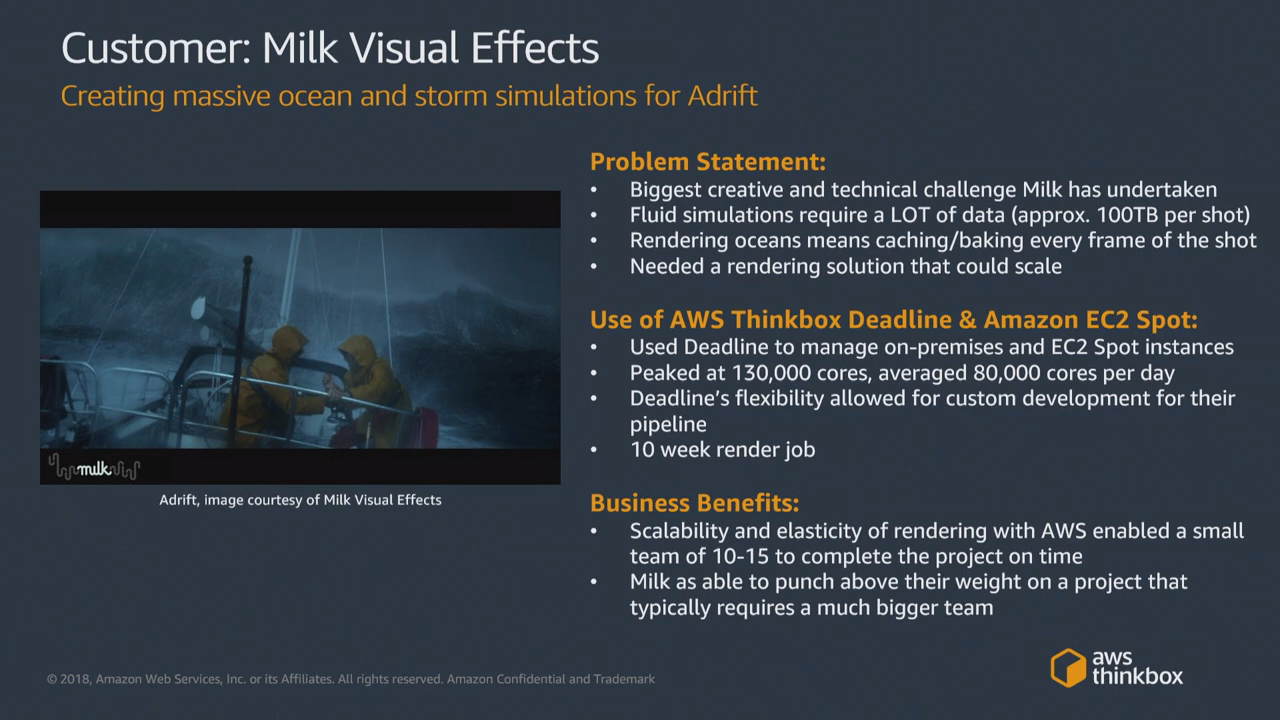 Customer: Milk Visual Effects
Creating massive ocean and storm simulations for Adrift
milk
Adrift, image courtesy of Milk Visual Effects
Problem Statement:
• Biggest creative and technical challenge Milk has undertaken
• Fluid simulations require a LOT of data (approx. 100TB per shot)
• Rendering oceans means caching/baking every frame of the shot
• Needed a rendering solution that could scale
Use of AWS Thinkbox Deadline & Amazon EC2 Spot:
• Used Deadline to manage on-premises and EC2 Spot instances
• Peaked at 130,000 cores, averaged 80,000 cores per day
• Deadline’s flexibility allowed for custom development for their
pipeline
• 10 week render job
Business Benefits:
• Scalability and elasticity of rendering with AWS enabled a small
team of 10-15 to complete the project on time
• Milk as able to punch above their weight on a project that
typically requires a much bigger team
© 2018, Amazon Web Services, Inc. or its Affiliates. All rights reserved. Amazon Confidential and Trademark
aws
thinkbox